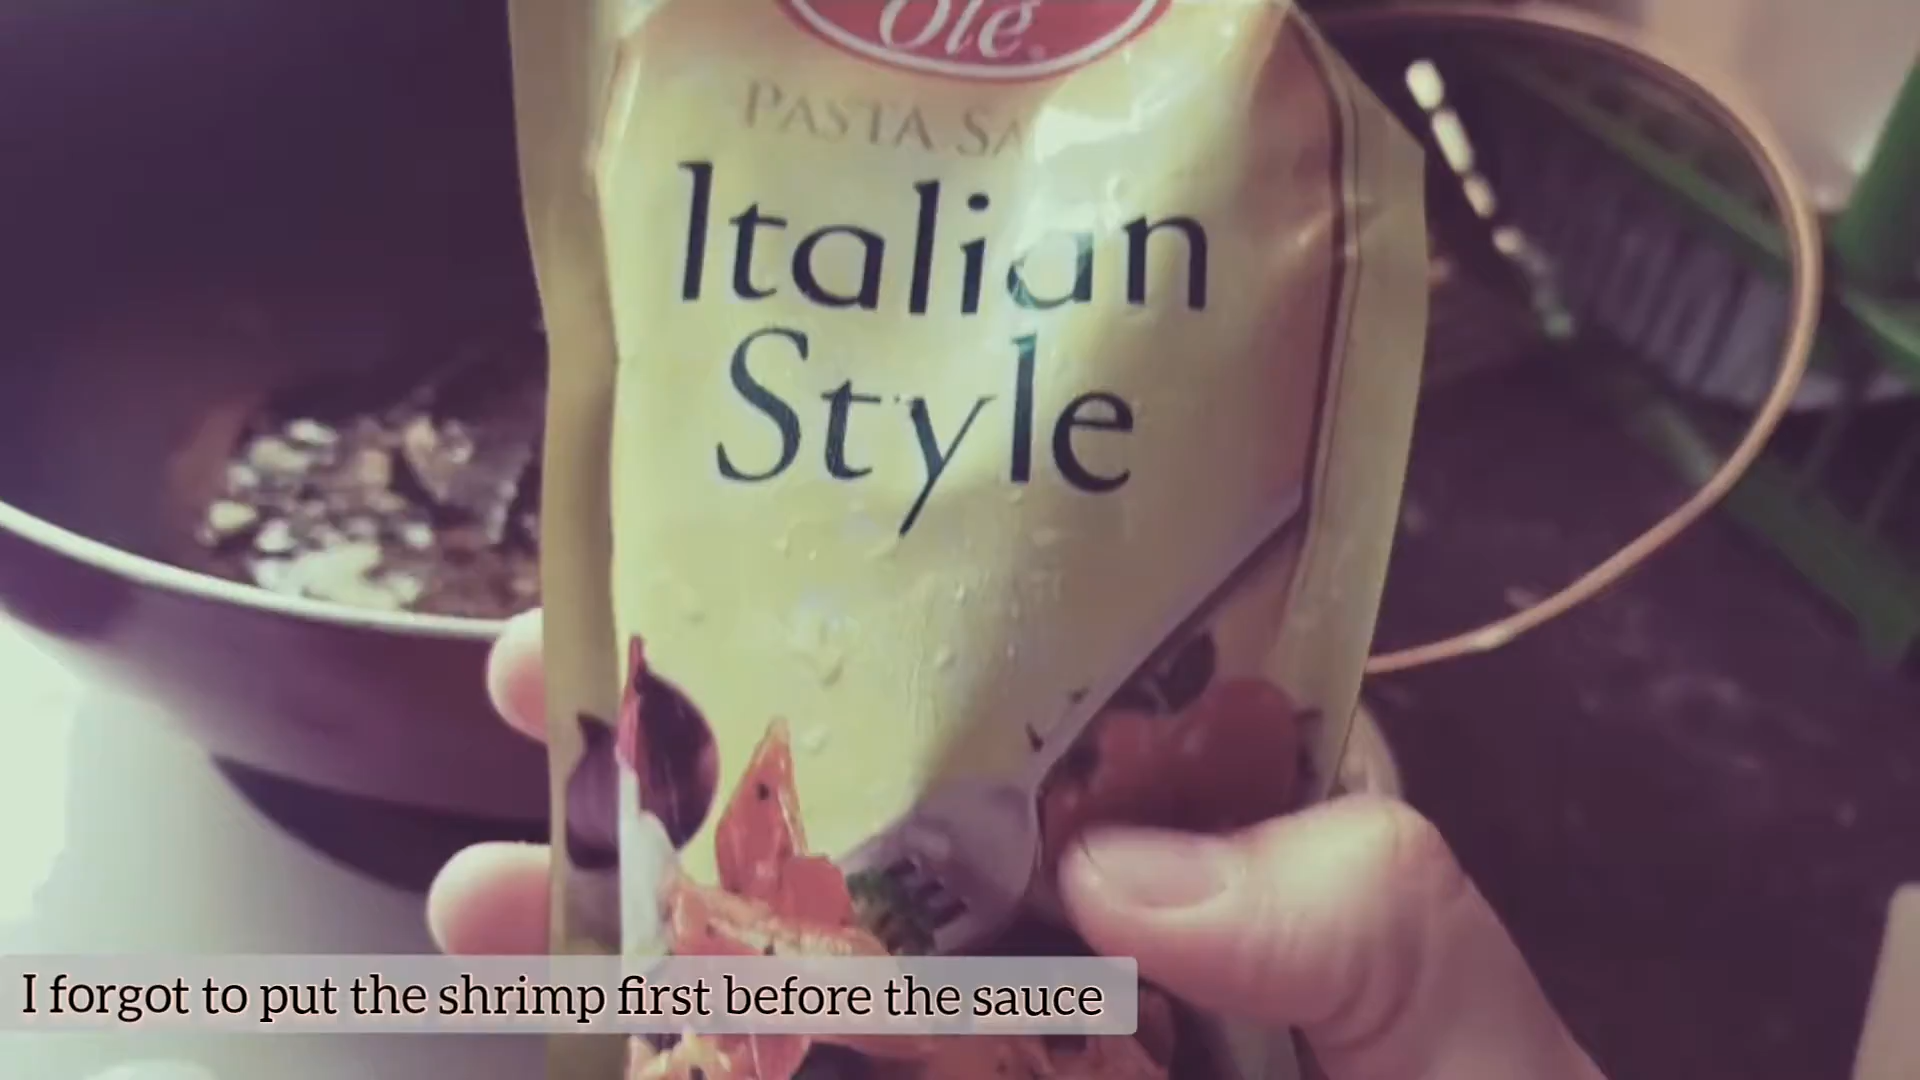 Olé
PASTA SA
Italian
Style
I forgot to put the shrimp first before the sauce